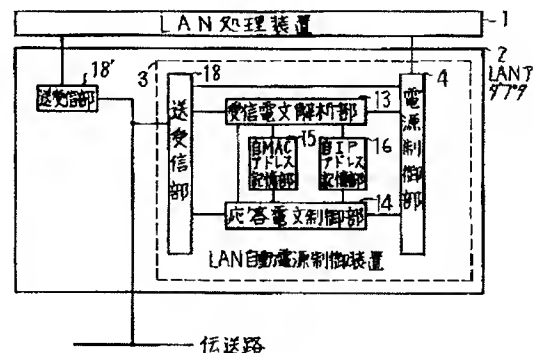 LAN処理装置
1
2
LANアダプタ
18'
送受信部
3
18
送受信部
4
電源制御部
受信電文解析部
13
15
自MACアドレス記憶部
16
自IPアドレス記憶部
応答電文制御部
14
LAN自動電源制御装置
伝送路